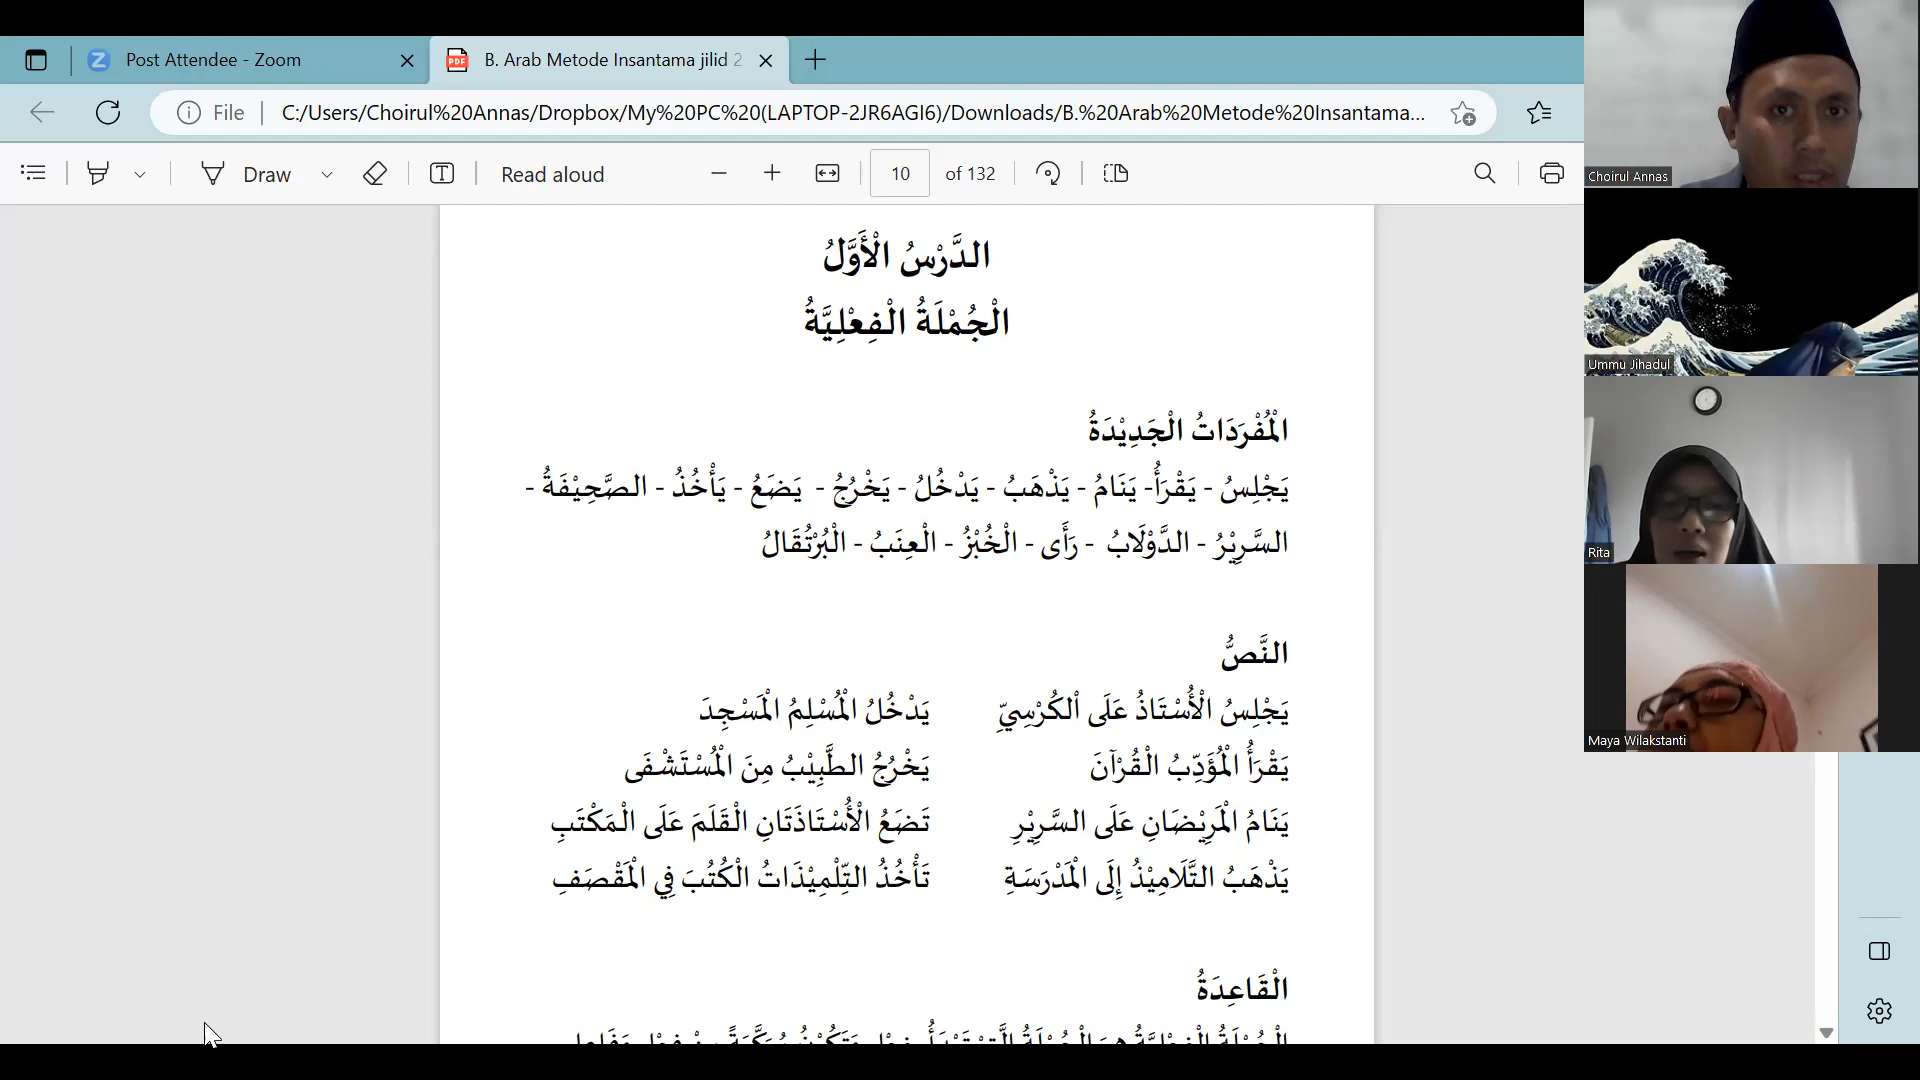 Post Attendee - Zoom
B. Arab Metode Insantama jilid 2
File
C:/Users/Choirul%20Annas/Dropbox/My%20PC%20(LAPTOP-2JR6AGI6)/Downloads/B.%20Arab%20Metode%20Insantama...
Draw
Read aloud
10 of 132
الدَّرْسُ الْأَوَّلُ
الْجُمْلَةُ الْفِعْلِيَّةُ
الْمُفْرَدَاتُ الْجَدِيْدَةُ
يَجْلِسُ - يَقْرَأُ- يَنَامُ - يَذْهَبُ - يَدْخُلُ - يَخْرُجُ - يَضَعُ - يَأْخُذُ - الصَّحِيْفَةُ -
السَّرِيْرُ - الدَّوْلَابُ - رَأَى - الْخُبْزُ - الْعِنَبُ - الْبُرْتُقَالُ
النَّصُّ
يَجْلِسُ الْأُسْتَاذُ عَلَى اْلكُرْسِيِّ يَدْخُلُ الْمُسْلِمُ الْمَسْجِدَ
يَقْرَأُ الْمُؤَدِّبُ الْقُرْآنَ يَخْرُجُ الطَّبِيْبُ مِنَ الْمُسْتَشْفَى
يَنَامُ الْمَرِيْضَانِ عَلَى السَّرِيْرِ تَضَعُ الْأُسْتَاذَتَانِ الْقَلَمَ عَلَى الْمَكْتَبِ
يَذْهَبُ التَّلَامِيْذُ إِلَى الْمَدْرَسَةِ تَأْخُذُ التِّلْمِيْذَاتُ الْكُتُبَ فِي الْمَقْصَفِ
الْقَاعِدَةُ
Choirul Annas
Ummu Jihadul
Rita
Maya Wilakstanti